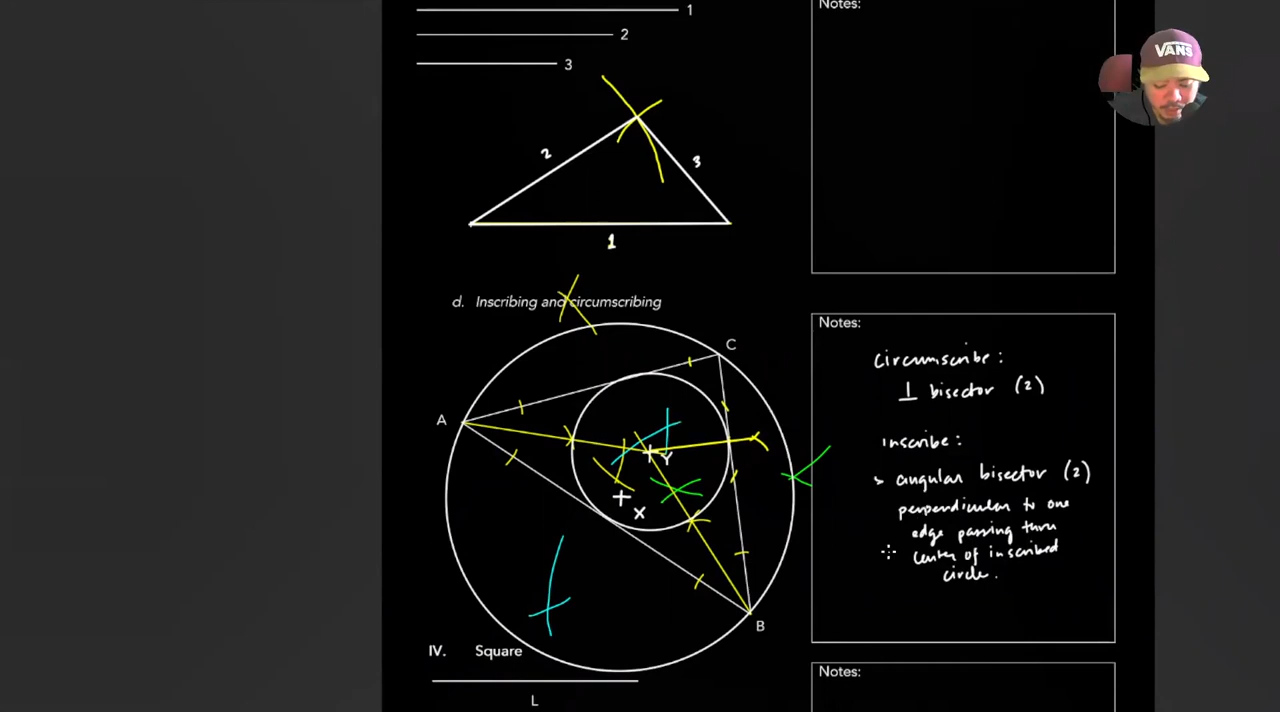 1
Notes:
2
3
VANS
2
3
1
d. Inscribing and circumscribing
Notes:
C
Circumscribe:
⊥ bisector (2)
A
inscribe:
Y
> angular bisector (2)
perpendicular to one
X
edge passing thru
center of inscribed
circle.
B
IV. Square
Notes:
L